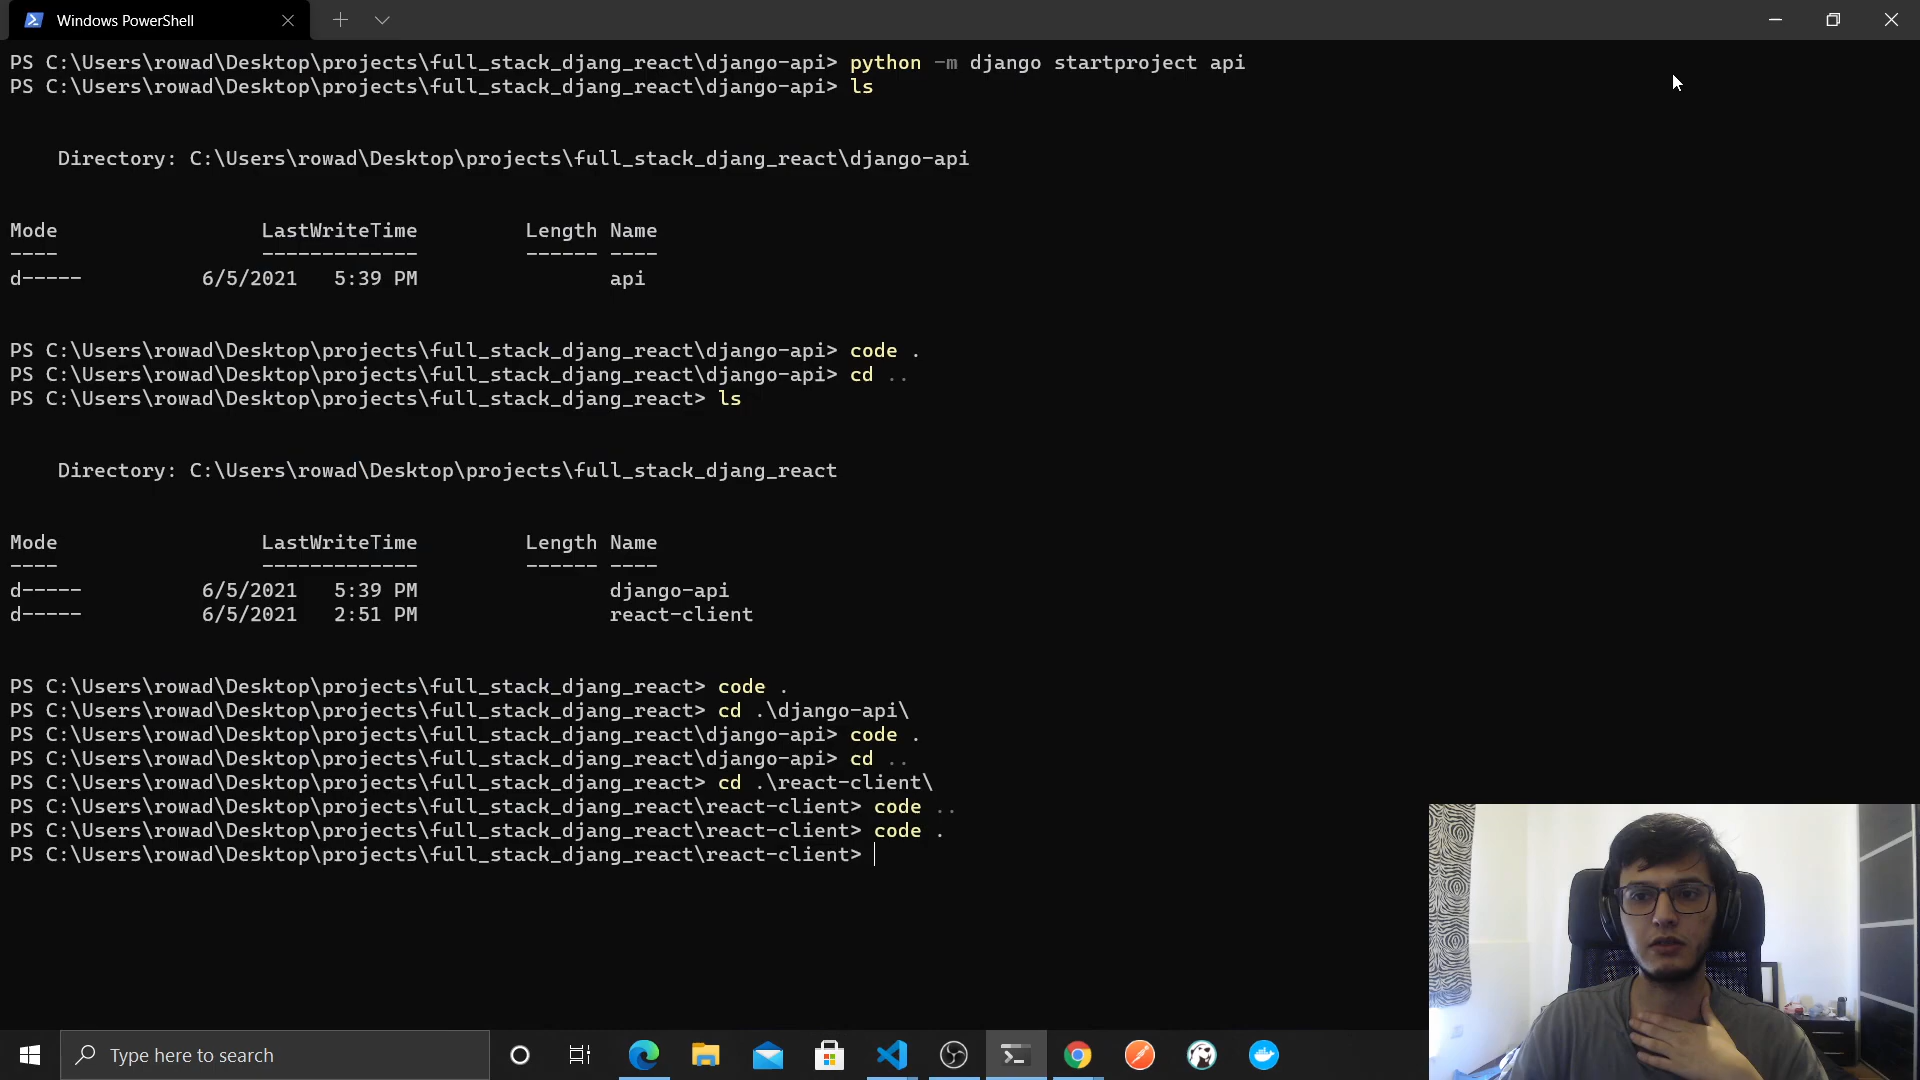 Windows PowerShell
PS C:\Users\rowad\Desktop\projects\full_stack_djang_react\django-api> python -m django startproject api
PS C:\Users\rowad\Desktop\projects\full_stack_djang_react\django-api> ls
Directory: C:\Users\rowad\Desktop\projects\full_stack_djang_react\django-api
Mode LastWriteTime Length Name
---- ------------- ------ ----
d----- 6/5/2021 5:39 PM api
PS C:\Users\rowad\Desktop\projects\full_stack_djang_react\django-api> code .
PS C:\Users\rowad\Desktop\projects\full_stack_djang_react\django-api> cd ..
PS C:\Users\rowad\Desktop\projects\full_stack_djang_react> ls
Directory: C:\Users\rowad\Desktop\projects\full_stack_djang_react
Mode LastWriteTime Length Name
---- ------------- ------ ----
d----- 6/5/2021 5:39 PM django-api
d----- 6/5/2021 2:51 PM react-client
PS C:\Users\rowad\Desktop\projects\full_stack_djang_react> code .
PS C:\Users\rowad\Desktop\projects\full_stack_djang_react> cd .\django-api\
PS C:\Users\rowad\Desktop\projects\full_stack_djang_react\django-api> code .
PS C:\Users\rowad\Desktop\projects\full_stack_djang_react\django-api> cd ..
PS C:\Users\rowad\Desktop\projects\full_stack_djang_react> cd .\react-client\
PS C:\Users\rowad\Desktop\projects\full_stack_djang_react\react-client> code ..
PS C:\Users\rowad\Desktop\projects\full_stack_djang_react\react-client> code .
PS C:\Users\rowad\Desktop\projects\full_stack_djang_react\react-client>
Type here to search